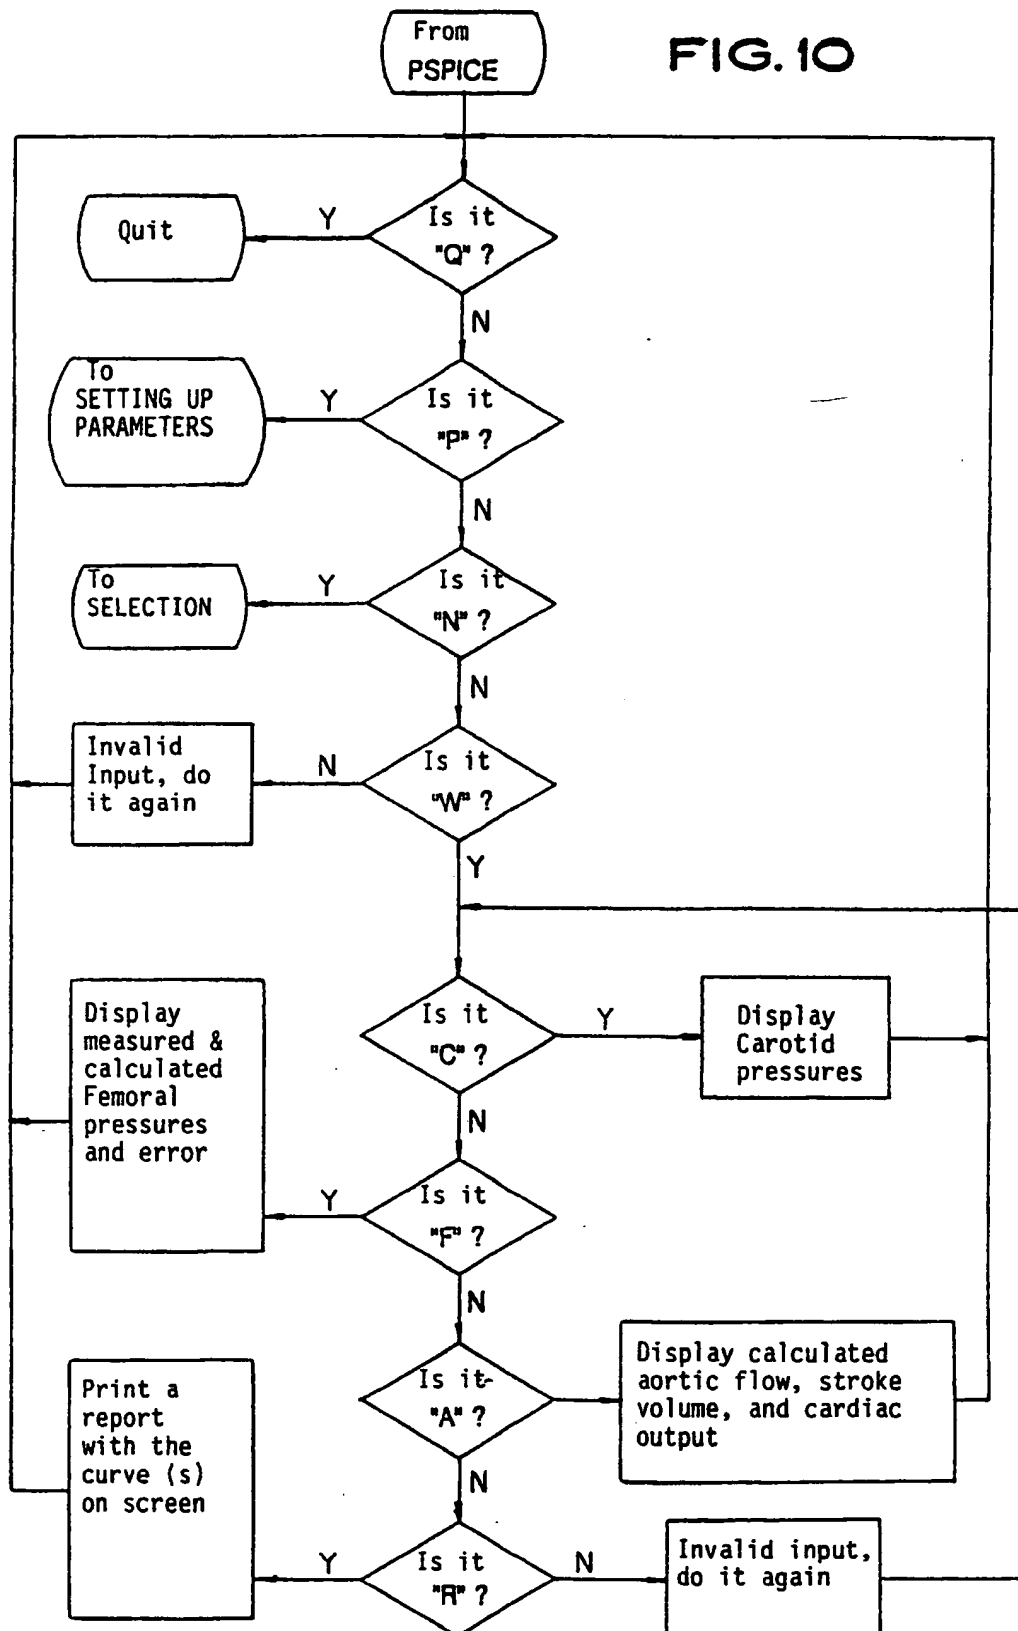 From
PSPICE
FIG. 10
Is it
"Q" ?
Y
Quit
N
To
SETTING UP
PARAMETERS
Y
Is it
"P" ?
N
To
SELECTION
Y
Is it
"N" ?
N
Invalid
Input, do
it again
N
Is it
"W" ?
Y
Is it
"C" ?
Y
Display
Carotid
pressures
N
Display
measured &
calculated
Femoral
pressures
and error
Y
Is it
"F" ?
N
Is it
"A" ?
Display calculated
aortic flow, stroke
volume, and cardiac
output
N
Print a
report
with the
curve (s)
on screen
Y
Is it
"R" ?
N
Invalid input,
do it again